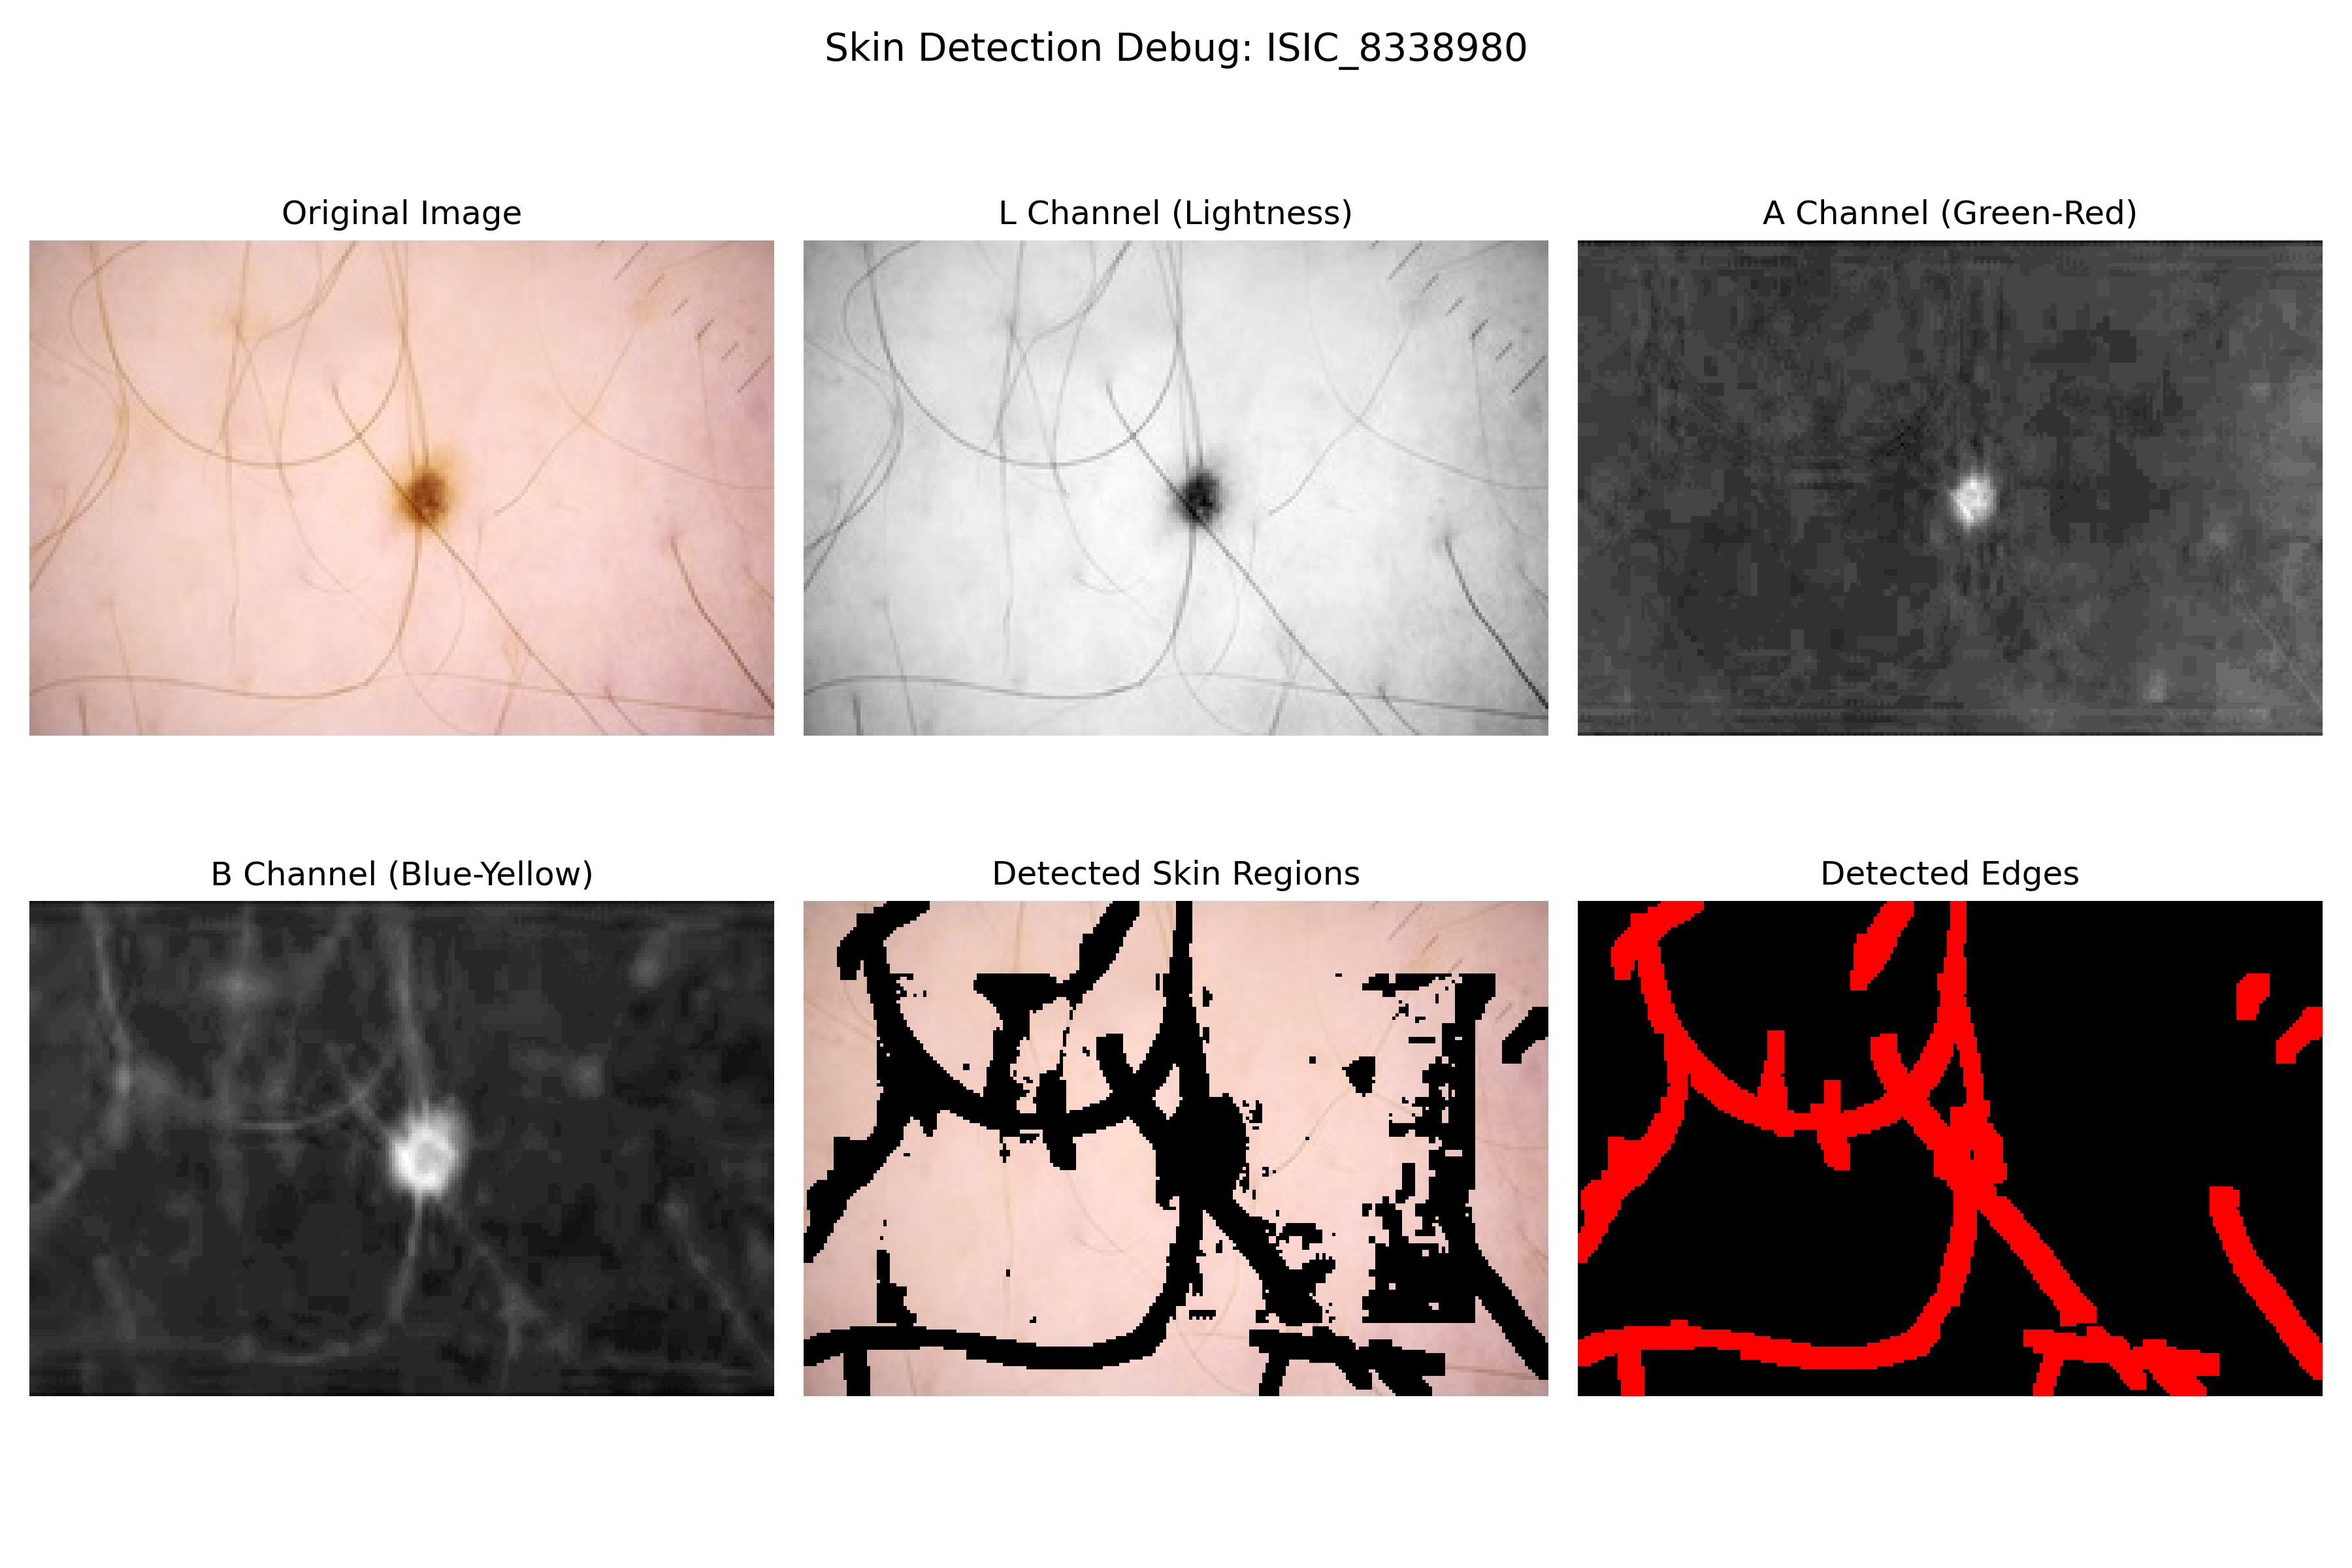 Skin Detection Debug: ISIC_8338980
Original Image
L Channel (Lightness)
A Channel (Green-Red)
B Channel (Blue-Yellow)
Detected Skin Regions
Detected Edges